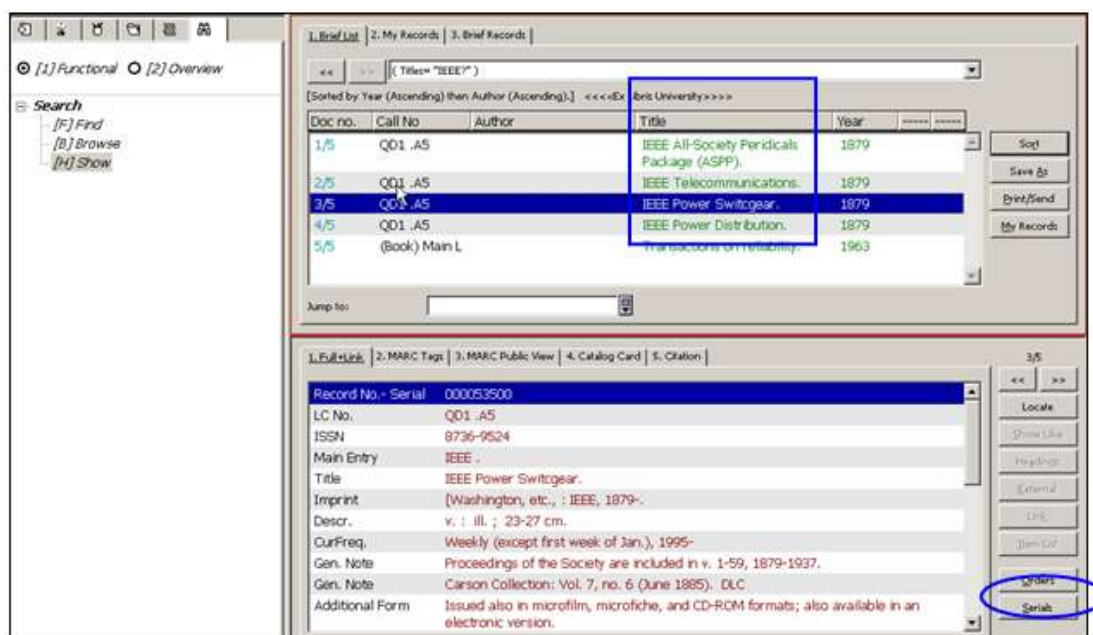 [1] Functional [2] Overview
Search
[F] Find
[B] Browse
[H] Show
1. Brief List 2. My Records 3. Brief Records
<< >> ( Titles= "IEEE?" )
[Sorted by Year (Ascending) then Author (Ascending).] <<<<Ex Libris University>>>>
Doc no. Call No Author Title Year ----- -----
1/5 QD1 .A5 IEEE All-Society Peridicals 1879
Package (ASPP).
2/5 QD1 .A5 IEEE Telecommunications. 1879
3/5 QD1 .A5 IEEE Power Switcgear. 1879
4/5 QD1 .A5 IEEE Power Distribution. 1879
5/5 (Book) Main L Transactions on reliability. 1963
Sort
Save As
Print/Send
My Records
Jump to:
1. Full+Link 2. MARC Tags 3. MARC Public View 4. Catalog Card 5. Citation
Record No.- Serial 000053500
LC No. QD1 .A5
ISSN 8736-9524
Main Entry IEEE .
Title IEEE Power Switcgear.
Imprint [Washington, etc., : IEEE, 1879-.
Descr. v. : ill. ; 23-27 cm.
CurFreq. Weekly (except first week of Jan.), 1995-
Gen. Note Proceedings of the Society are included in v. 1-59, 1879-1937.
Gen. Note Carson Collection: Vol. 7, no. 6 (June 1885). DLC
Additional Form Issued also in microfilm, microfiche, and CD-ROM formats; also available in an
electronic version.
3/5
<< >>
Locate
Show Like
Headings
External
Link
Item List
Orders
Serials